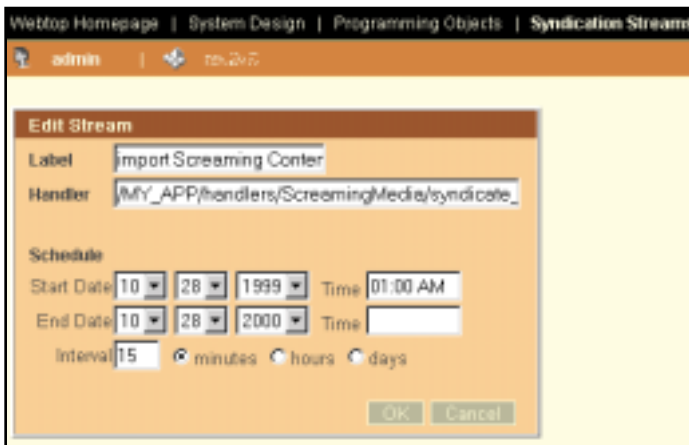 Webtop Homepage | System Design | Programming Objects | Syndication Streams
admin |
Edit Stream
Label import Screaming Conter
Handler /MY_APP/handlers/ScreamingMedia/syndicate_
Schedule
Start Date 10 28 1999 Time 01:00 AM
End Date 10 28 2000 Time
Interval 15 minutes hours days
OK Cancel